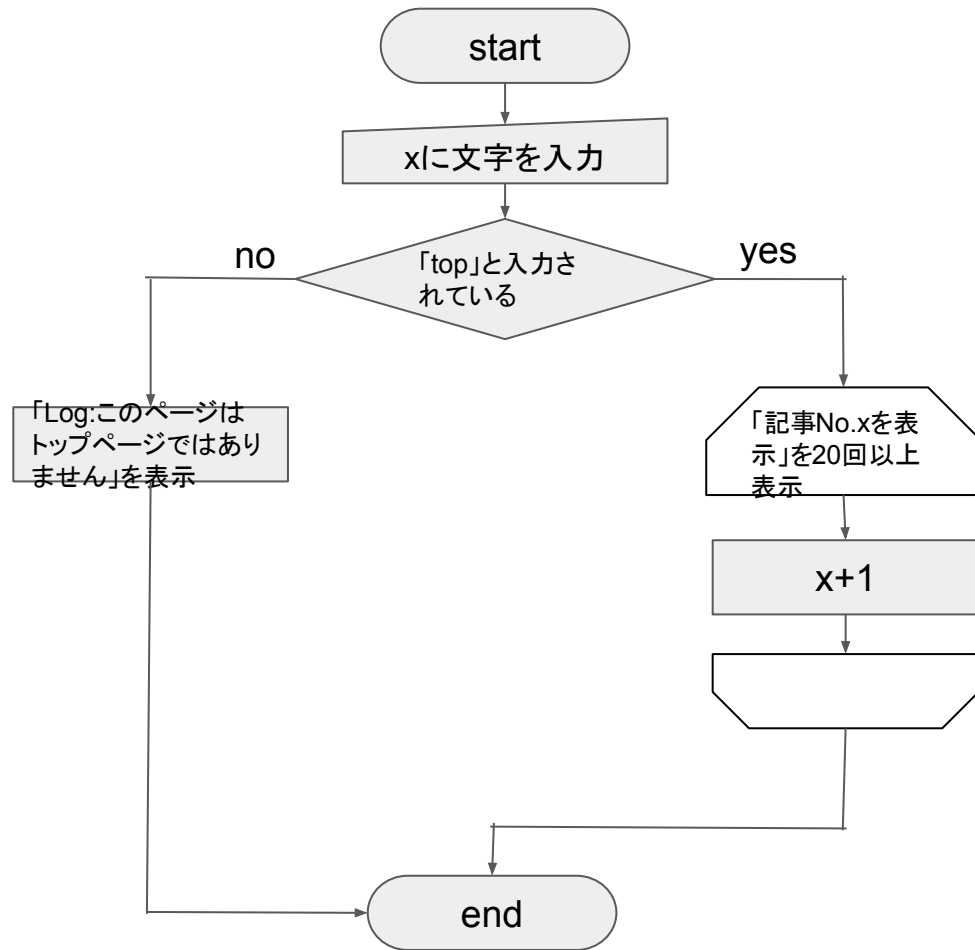 start
xに文字を入力
no
「top」と入力さ
れている
yes
「Log:このページは
トップページではあり
ません」を表示
「記事No.xを表
示」を20回以上
表示
x+1
end